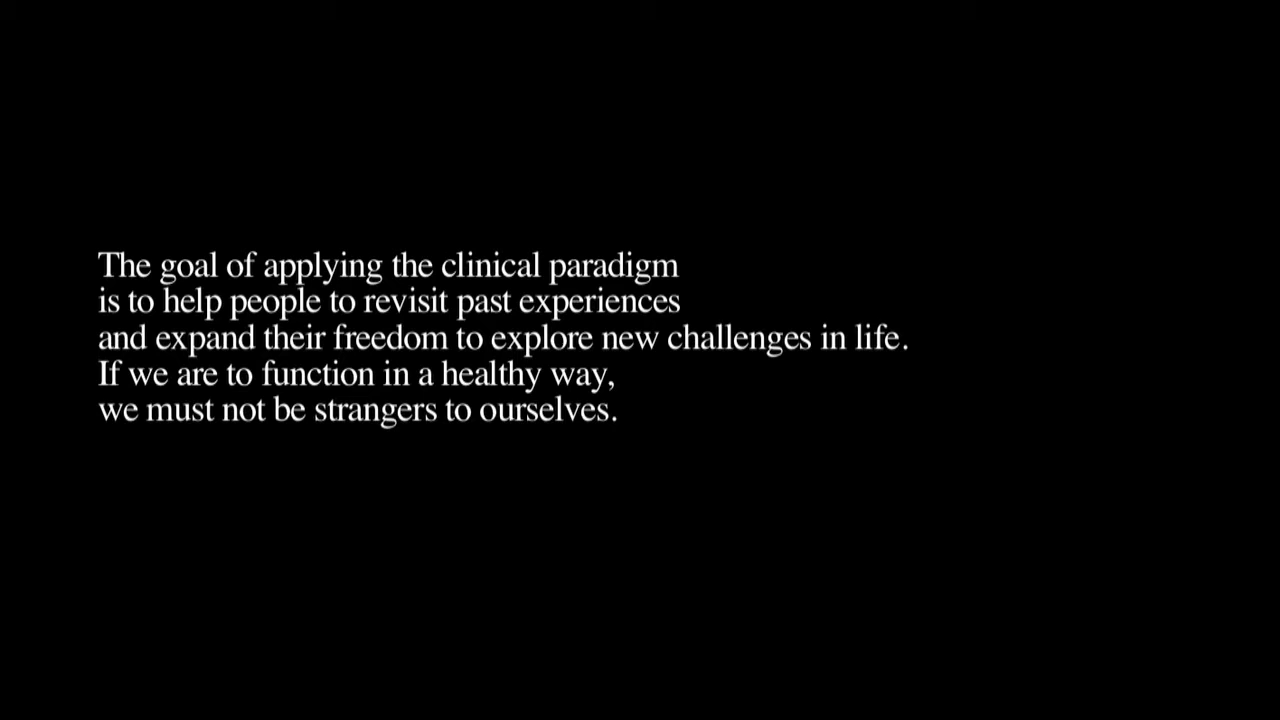 The goal of applying the clinical paradigm
is to help people to revisit past experiences
and expand their freedom to explore new challenges in life.
If we are to function in a healthy way,
we must not be strangers to ourselves.